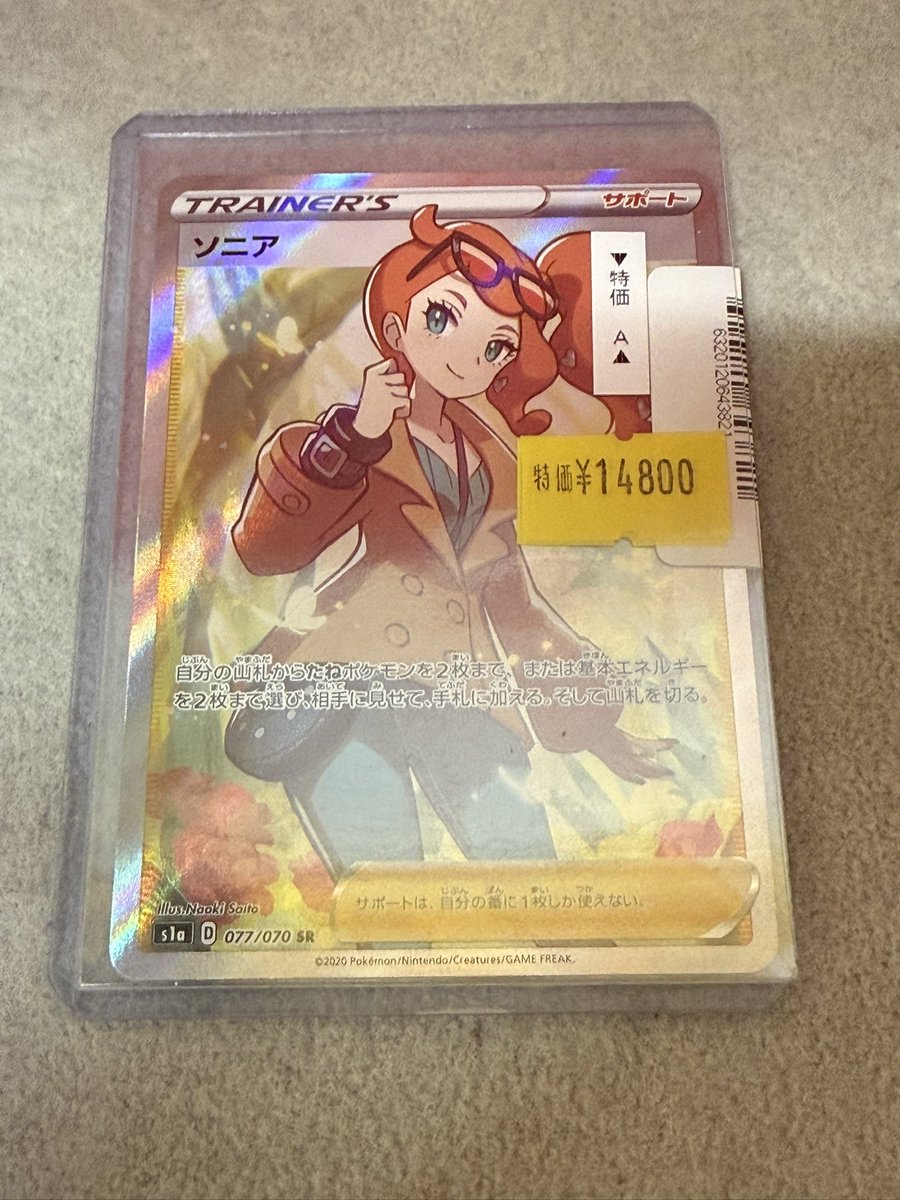 TRAINER'S
サポート
ソニア
▼特価 A▲
6320120643821
特価¥14800
自分の山札からたねポケモンを2枚まで、または基本エネルギー
を2枚まで選び、相手に見せて、手札に加える。そして山札を切る。
サポートは、自分の番に1枚しか使えない。
Illus.Naoki Saito
s1a D 077/070 SR
©2020 Pokémon/Nintendo/Creatures/GAME FREAK.